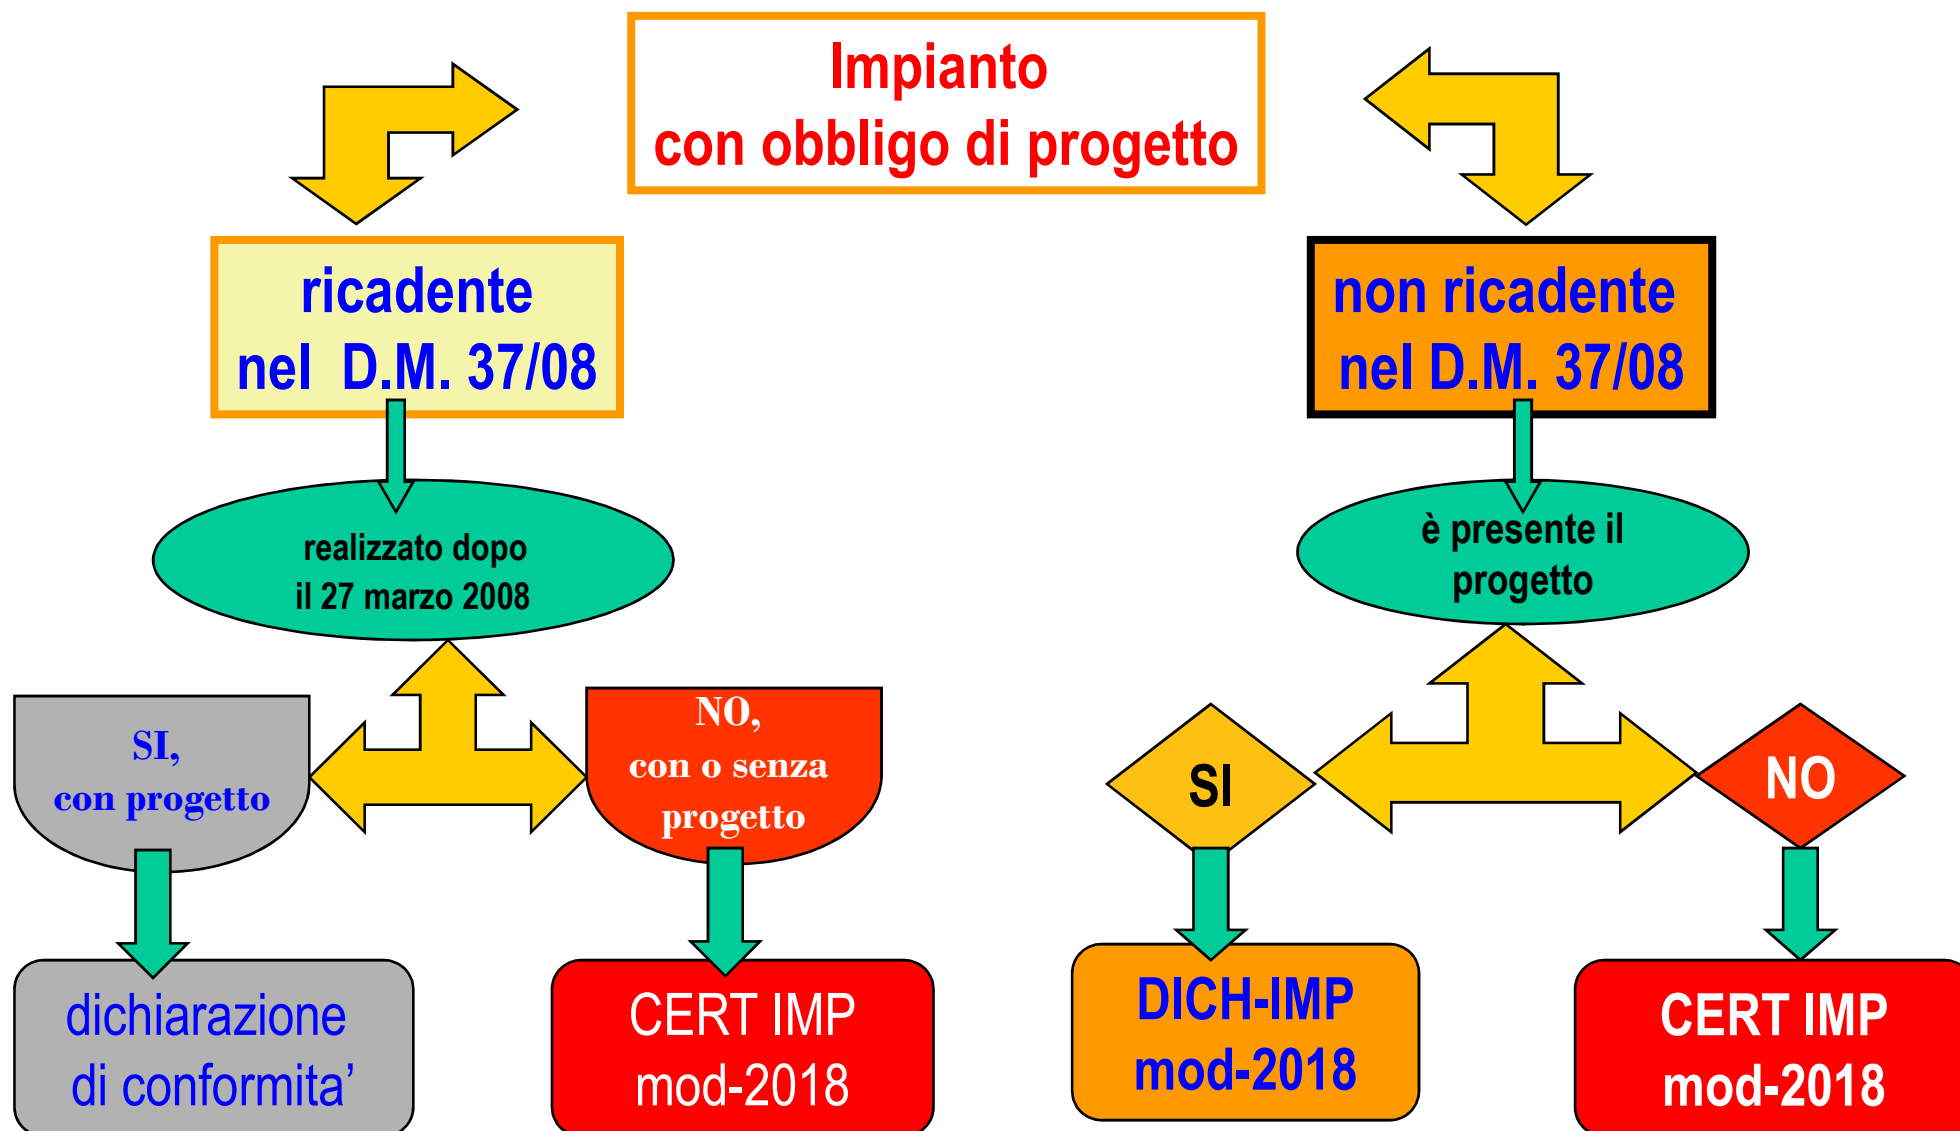 Impianto
con obbligo di progetto
ricadente
nel D.M. 37/08
non ricadente
nel D.M. 37/08
realizzato dopo
il 27 marzo 2008
è presente il
progetto
SI,
con progetto
NO,
con o senza
progetto
SI
NO
dichiarazione
di conformita’
CERT IMP
mod-2018
DICH-IMP
mod-2018
CERT IMP
mod-2018